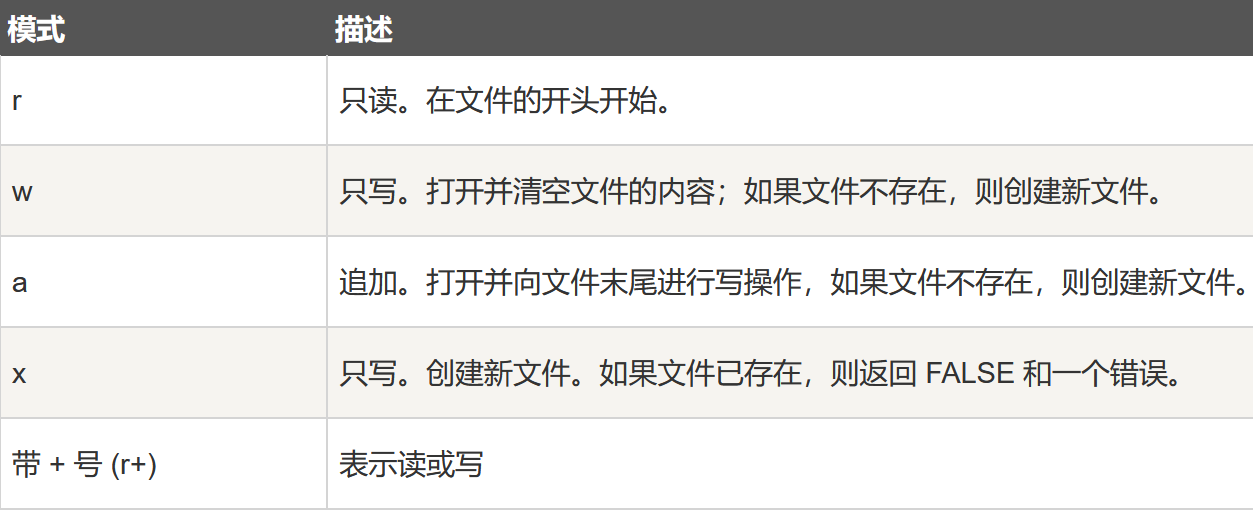 模式 描述
r 只读。在文件的开头开始。
w 只写。打开并清空文件的内容；如果文件不存在，则创建新文件。
a 追加。打开并向文件末尾进行写操作，如果文件不存在，则创建新文件。
x 只写。创建新文件。如果文件已存在，则返回 FALSE 和一个错误。
带 + 号 (r+) 表示读或写